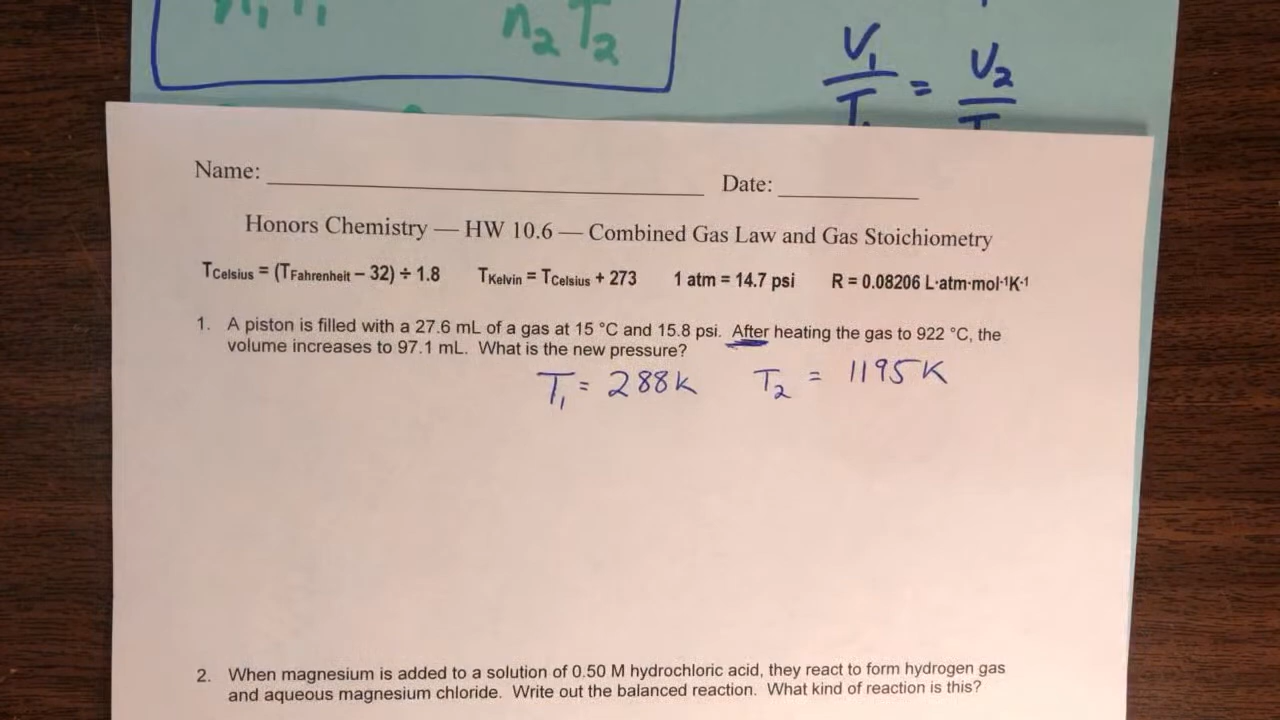 n₂ T₂
V₁ = V₂
T T
Name: Date:
Honors Chemistry — HW 10.6 — Combined Gas Law and Gas Stoichiometry
TCelsius = (TFahrenheit – 32) ÷ 1.8 TKelvin = TCelsius + 273 1 atm = 14.7 psi R = 0.08206 L·atm·mol⁻¹K⁻¹
1. A piston is filled with a 27.6 mL of a gas at 15 °C and 15.8 psi. After heating the gas to 922 °C, the
volume increases to 97.1 mL. What is the new pressure?
T₁ = 288K T₂ = 1195K
2. When magnesium is added to a solution of 0.50 M hydrochloric acid, they react to form hydrogen gas
and aqueous magnesium chloride. Write out the balanced reaction. What kind of reaction is this?